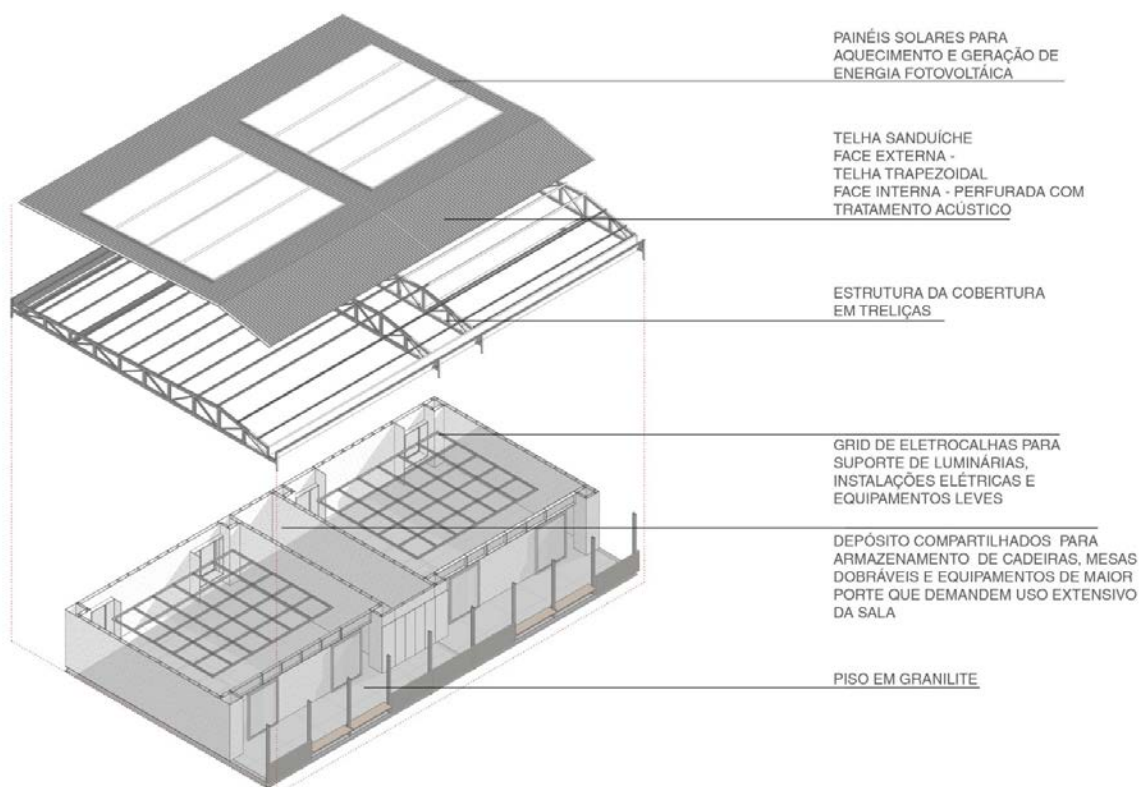 PAINÉIS SOLARES PARA
AQUECIMENTO E GERAÇÃO DE
ENERGIA FOTOVOLTÁICA
TELHA SANDUÍCHE
FACE EXTERNA -
TELHA TRAPEZOIDAL
FACE INTERNA - PERFURADA COM
TRATAMENTO ACÚSTICO
ESTRUTURA DA COBERTURA
EM TRELIÇAS
GRID DE ELETROCALHAS PARA
SUPORTE DE LUMINÁRIAS,
INSTALAÇÕES ELÉTRICAS E
EQUIPAMENTOS LEVES
DEPÓSITO COMPARTILHADOS PARA
ARMAZENAMENTO DE CADEIRAS, MESAS
DOBRÁVEIS E EQUIPAMENTOS DE MAIOR
PORTE QUE DEMANDEM USO EXTENSIVO
DA SALA
PISO EM GRANILITE